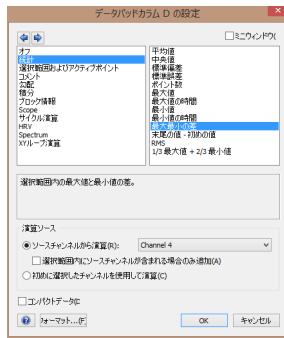 データパッドカラム D の設定
ミニウィンドウ(
オフ
統計
選択範囲およびアクティブポイント
コメント
勾配
積分
ブロック情報
Scope
サイクル演算
HRV
Spectrum
XYループ演算
平均値
中央値
標準偏差
標準誤差
ポイント数
最大値
最大値の時間
最小値
最小値の時間
最大最小の差
末尾の値 - 初めの値
RMS
1/3 最大値 + 2/3 最小値
選択範囲内の最大値と最小値の差。
演算ソース
ソースチャンネルから演算(R): Channel 4
選択範囲内にソースチャンネルが含まれる場合のみ追加(A)
初めに選択したチャンネルを使用して演算(C)
コンパクトデータに
フォーマット...(F) OK キャンセル